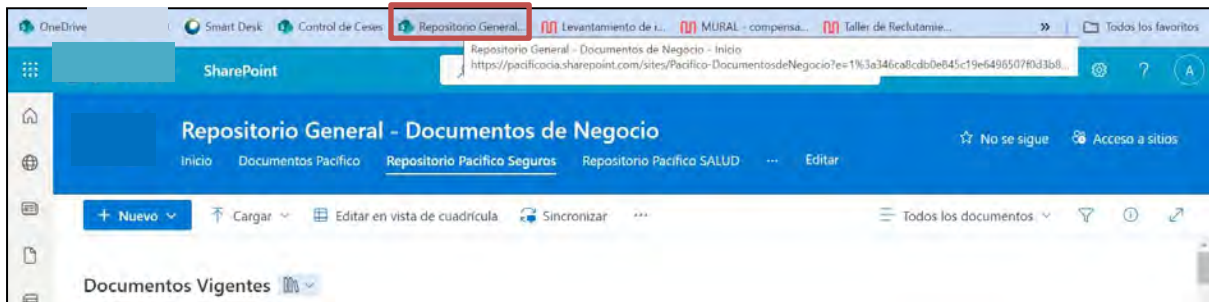 OneDrive Smart Desk Control de Ceses Repositorio General... Levantamiento de i... MURAL - compensa... Taller de Reclutamie... » Todos los favoritos
Repositorio General - Documentos de Negocio - Inicio
https://pacificocia.sharepoint.com/sites/Pacifico-DocumentosdeNegocio?e=1%3a346ca8cdb0e845c19e6496507f0d3b8...
SharePoint ? A
Repositorio General - Documentos de Negocio
No se sigue Acceso a sitios
Inicio Documentos Pacífico Repositorio Pacifico Seguros Repositorio Pacífico SALUD ... Editar
+ Nuevo Cargar Editar en vista de cuadrícula Sincronizar ... Todos los documentos
Documentos Vigentes